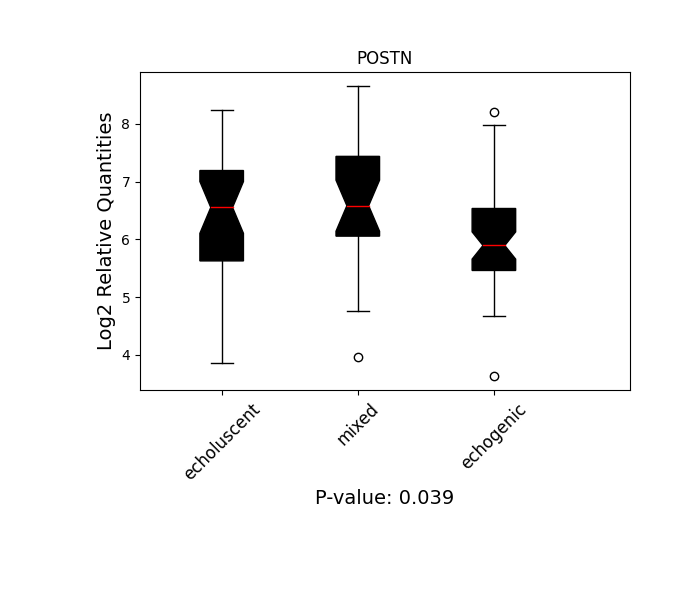 POSTN
Log2 Relative Quantities
8
7
6
5
4
echoluscent
mixed
echogenic
P-value: 0.039